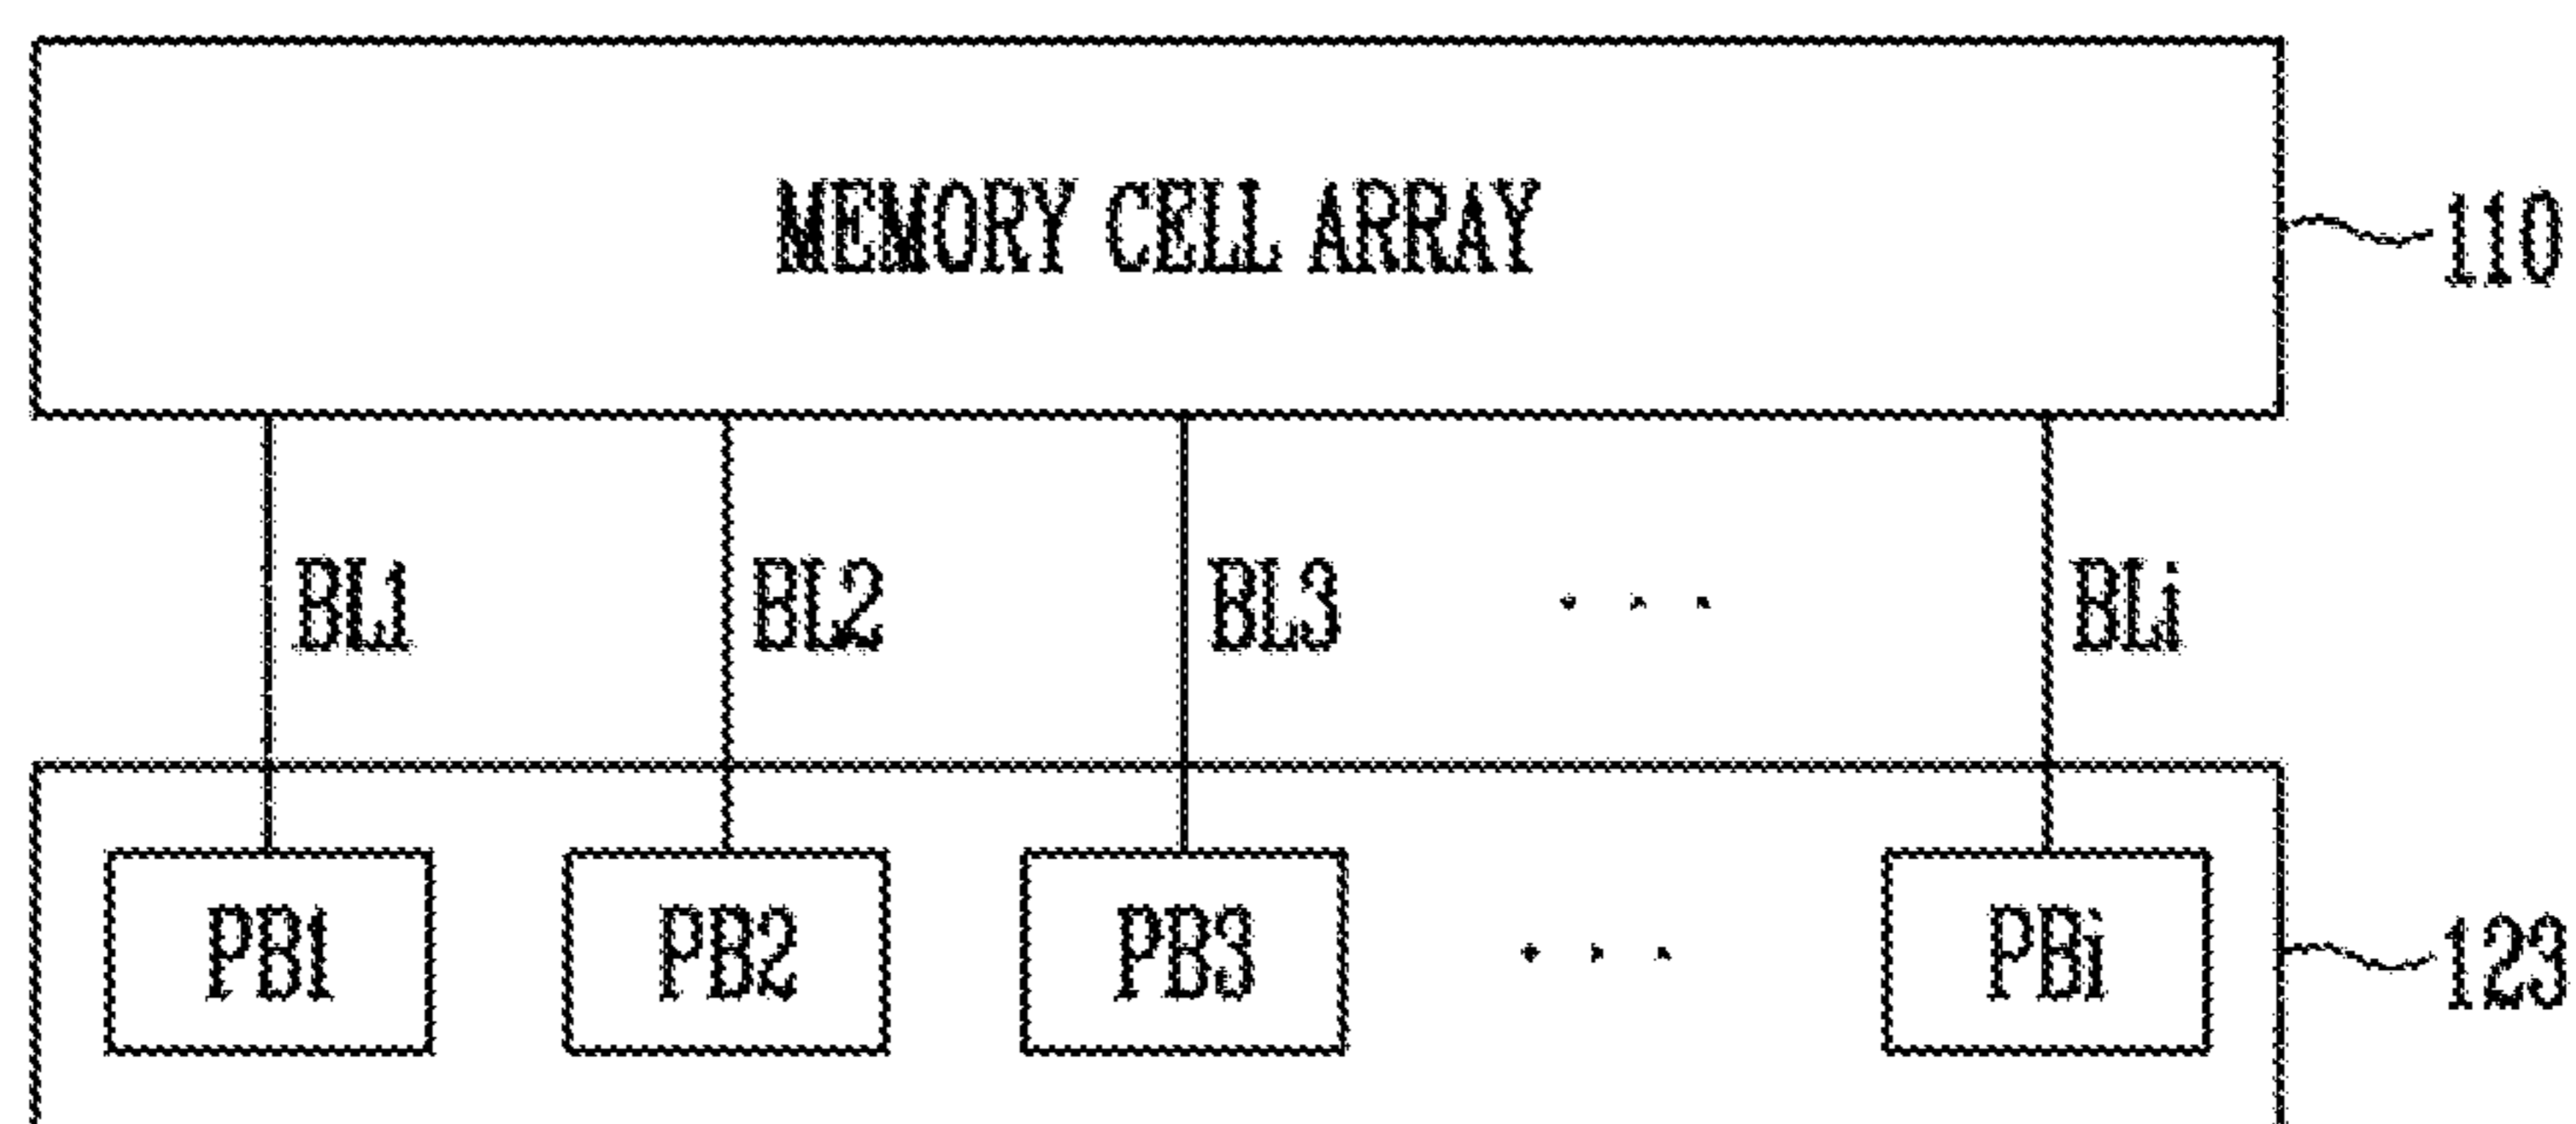 MEMORY CELL ARRAY
110
BL1 BL2 BL3 ... BLi
PB1 PB2 PB3 ... PBi
123